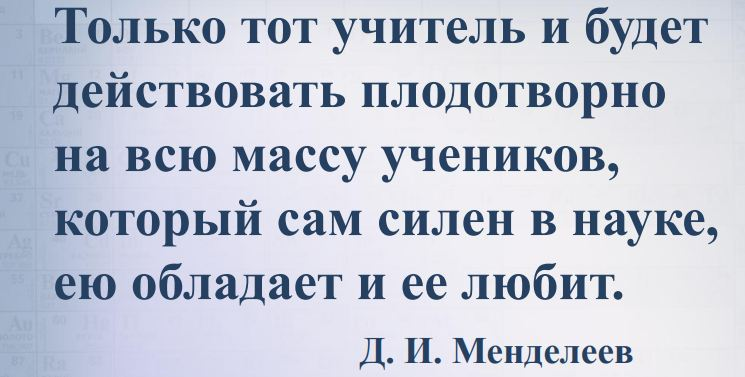 Только тот учитель и будет
действовать плодотворно
на всю массу учеников,
который сам силен в науке,
ею обладает и ее любит.
Д. И. Менделеев